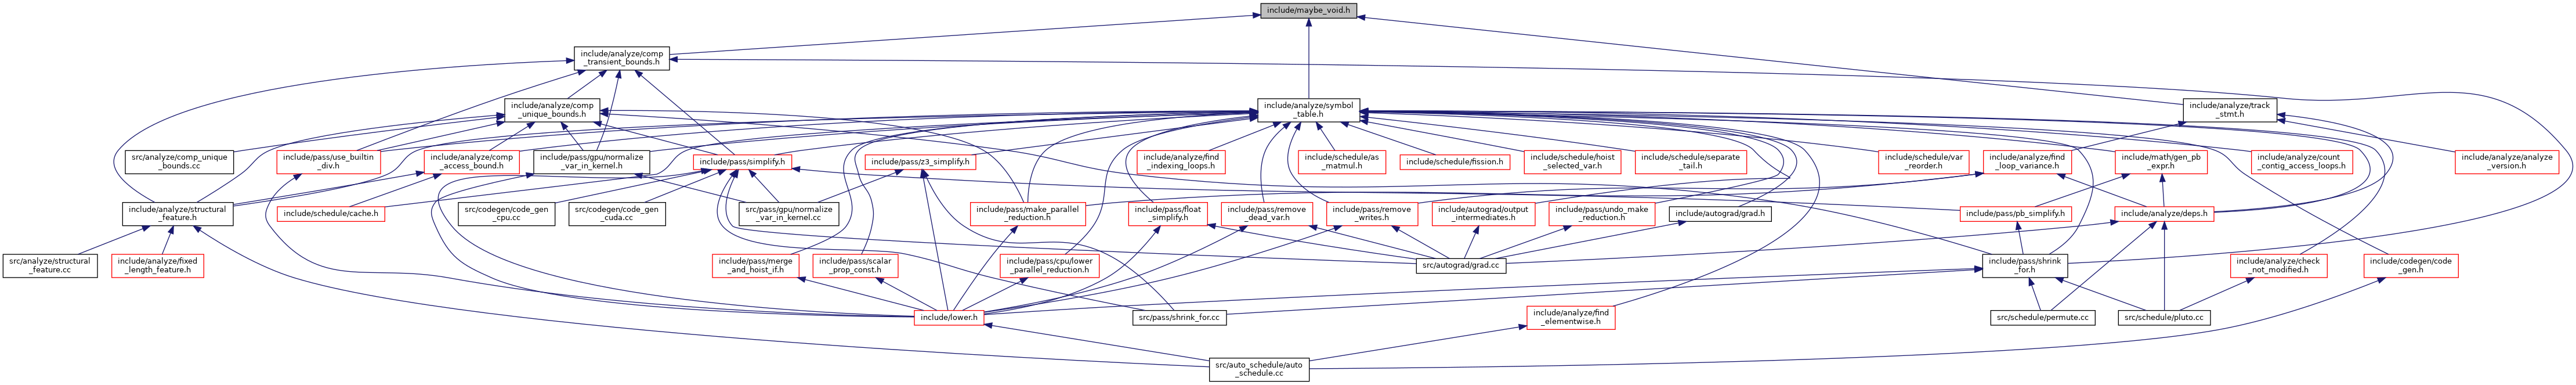 include/maybe_void.h
include/analyze/comp
_transient_bounds.h
include/analyze/comp
_unique_bounds.h
include/analyze/symbol
_table.h
include/analyze/track
_stmt.h
src/analyze/comp_unique
_bounds.cc
include/pass/use_builtin
_div.h
include/analyze/comp
_access_bound.h
include/pass/gpu/normalize
_var_in_kernel.h
include/pass/simplify.h
include/pass/z3_simplify.h
include/analyze/find
_indexing_loops.h
include/schedule/as
_matmul.h
include/schedule/fission.h
include/schedule/hoist
_selected_var.h
include/schedule/separate
_tail.h
include/schedule/var
_reorder.h
include/analyze/find
_loop_variance.h
include/math/gen_pb
_expr.h
include/analyze/count
_contig_access_loops.h
include/analyze/analyze
_version.h
include/analyze/structural
_feature.h
include/schedule/cache.h
src/codegen/code_gen
_cpu.cc
src/codegen/code_gen
_cuda.cc
src/pass/gpu/normalize
_var_in_kernel.cc
include/pass/make_parallel
_reduction.h
include/pass/float
_simplify.h
include/pass/remove
_dead_var.h
include/pass/remove
_writes.h
include/autograd/output
_intermediates.h
include/pass/undo_make
_reduction.h
include/autograd/grad.h
include/pass/pb_simplify.h
include/analyze/deps.h
src/analyze/structural
_feature.cc
include/analyze/fixed
_length_feature.h
include/pass/merge
_and_hoist_if.h
include/pass/scalar
_prop_const.h
include/pass/cpu/lower
_parallel_reduction.h
src/autograd/grad.cc
include/pass/shrink
_for.h
include/analyze/check
_not_modified.h
include/codegen/code
_gen.h
include/lower.h
src/pass/shrink_for.cc
include/analyze/find
_elementwise.h
src/schedule/permute.cc
src/schedule/pluto.cc
src/auto_schedule/auto
_schedule.cc